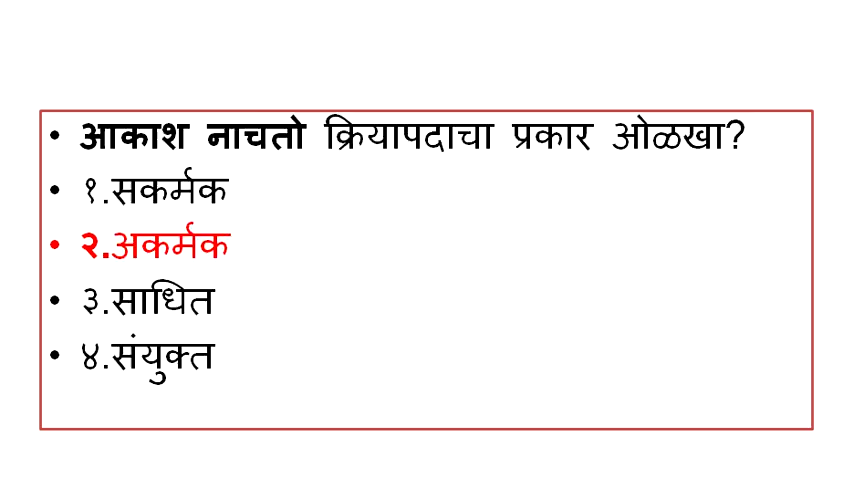 • आकाश नाचतो क्रियापदाचा प्रकार ओळखा?
• १.सकर्मक
• २.अकर्मक
• ३.साधित
• ४.संयुक्त